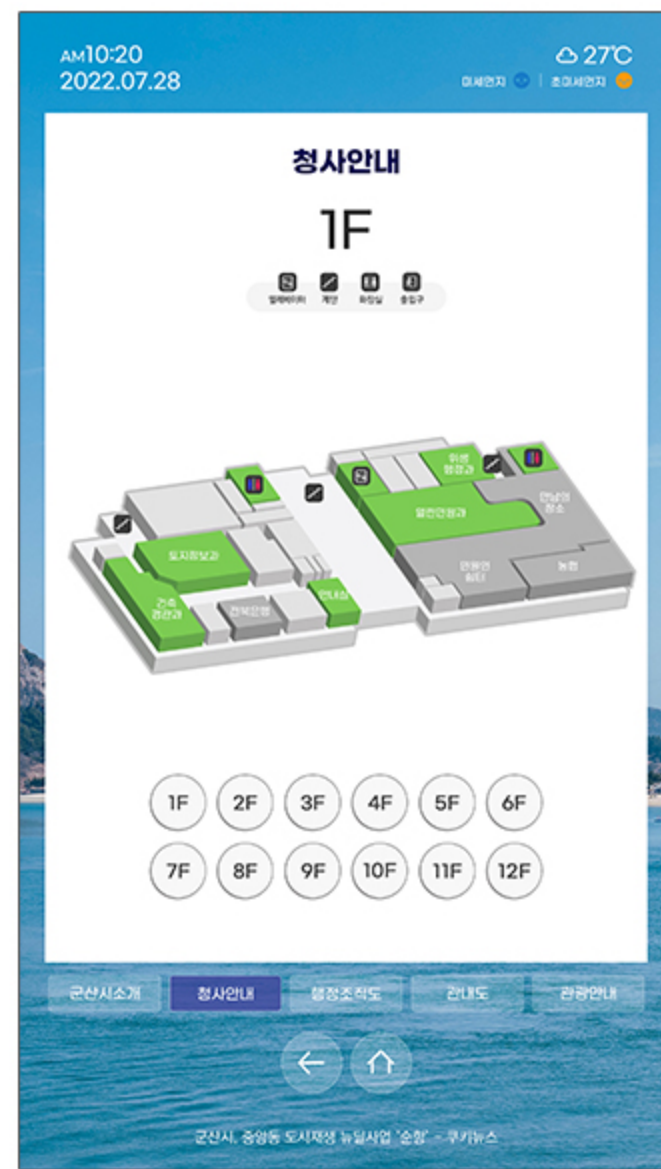 AM10:20
27℃
2022.07.28
미세먼지
초미세먼지
청사안내
1F
엘레베이터 계단 화장실 출입구
위생
행정과
열린민원과
만남의
장소
토지정보과
민원인
쉼터
농협
건축
경관과
전북은행
안내실
1F 2F 3F 4F 5F 6F
7F 8F 9F 10F 11F 12F
군산시소개 청사안내 행정조직도 관내도 관광안내
군산시, 중앙동 도시재생 뉴딜사업 '순항' - 쿠키뉴스